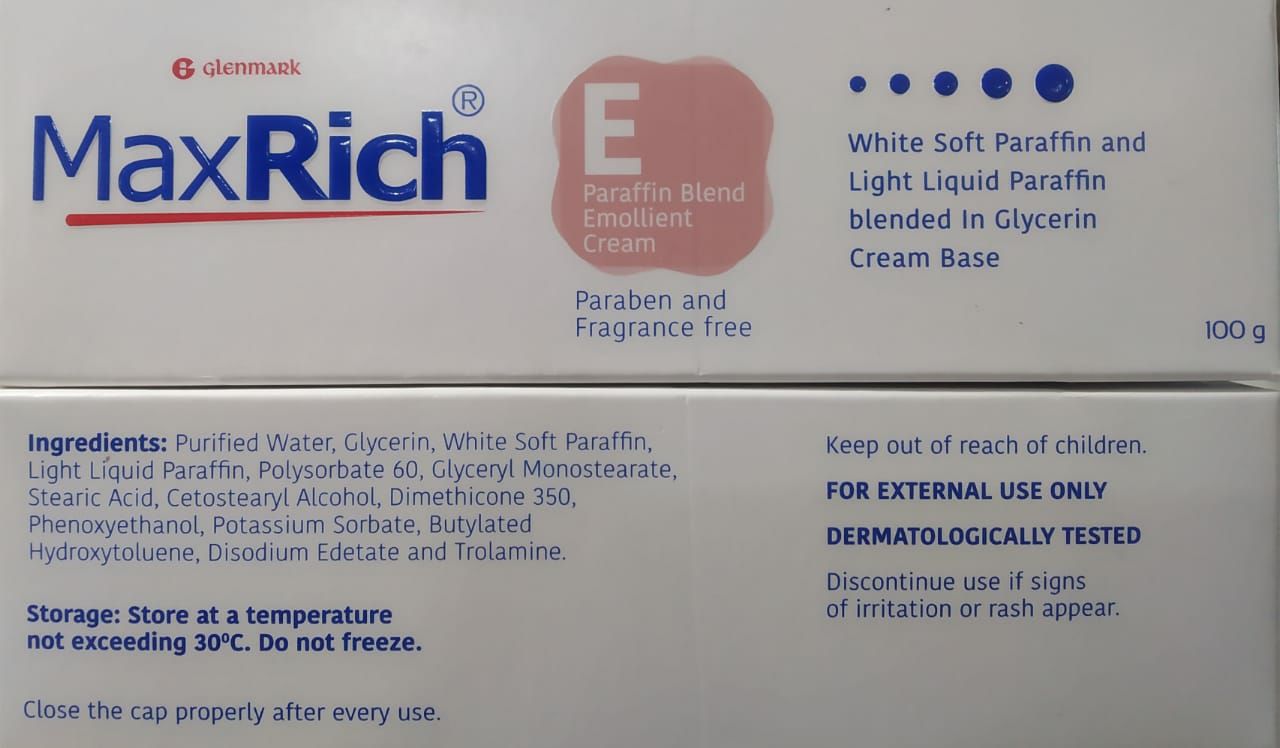 GLENMARK
MaxRich®
E
Paraffin Blend
Emollient
Cream
Paraben and
Fragrance free
White Soft Paraffin and
Light Liquid Paraffin
blended In Glycerin
Cream Base
100 g
Ingredients: Purified Water, Glycerin, White Soft Paraffin,
Light Liquid Paraffin, Polysorbate 60, Glyceryl Monostearate,
Stearic Acid, Cetostearyl Alcohol, Dimethicone 350,
Phenoxyethanol, Potassium Sorbate, Butylated
Hydroxytoluene, Disodium Edetate and Trolamine.
Storage: Store at a temperature
not exceeding 30ºC. Do not freeze.
Close the cap properly after every use.
Keep out of reach of children.
FOR EXTERNAL USE ONLY
DERMATOLOGICALLY TESTED
Discontinue use if signs
of irritation or rash appear.